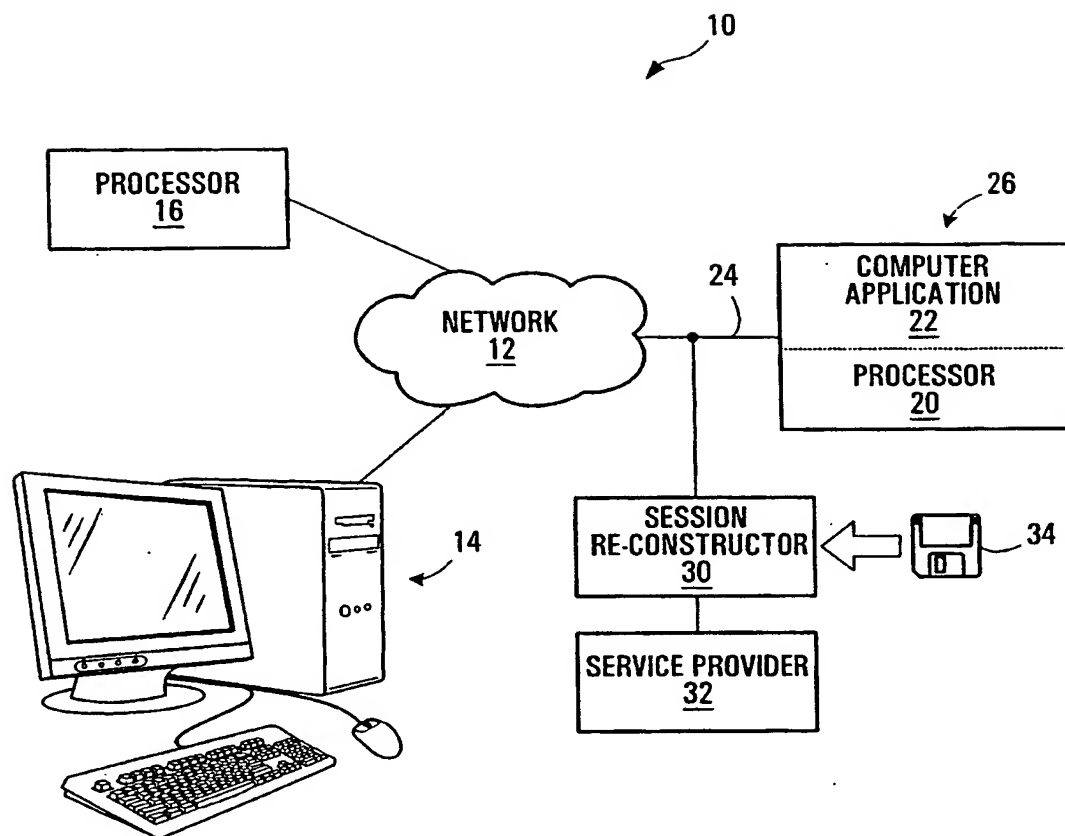 10
PROCESSOR
16
26
COMPUTER
APPLICATION
22
24
NETWORK
12
PROCESSOR
20
14
SESSION
RE-CONSTRUCTOR
30
34
SERVICE PROVIDER
32